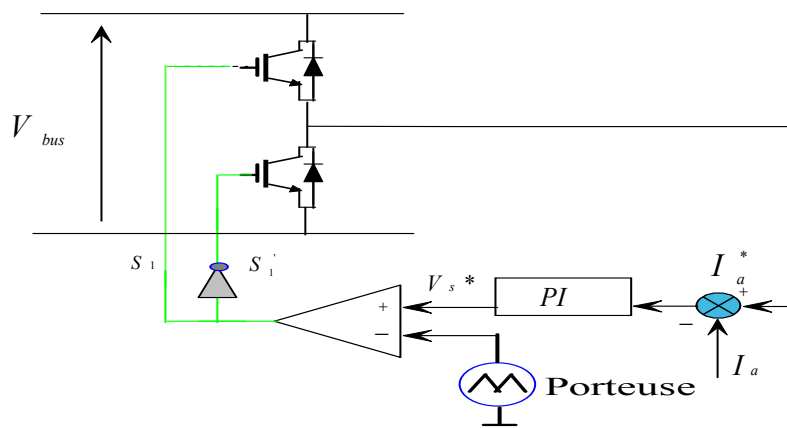 V bus
S 1
S 1 '
V s *
PI
I a *
+
−
I a
+
−
Porteuse